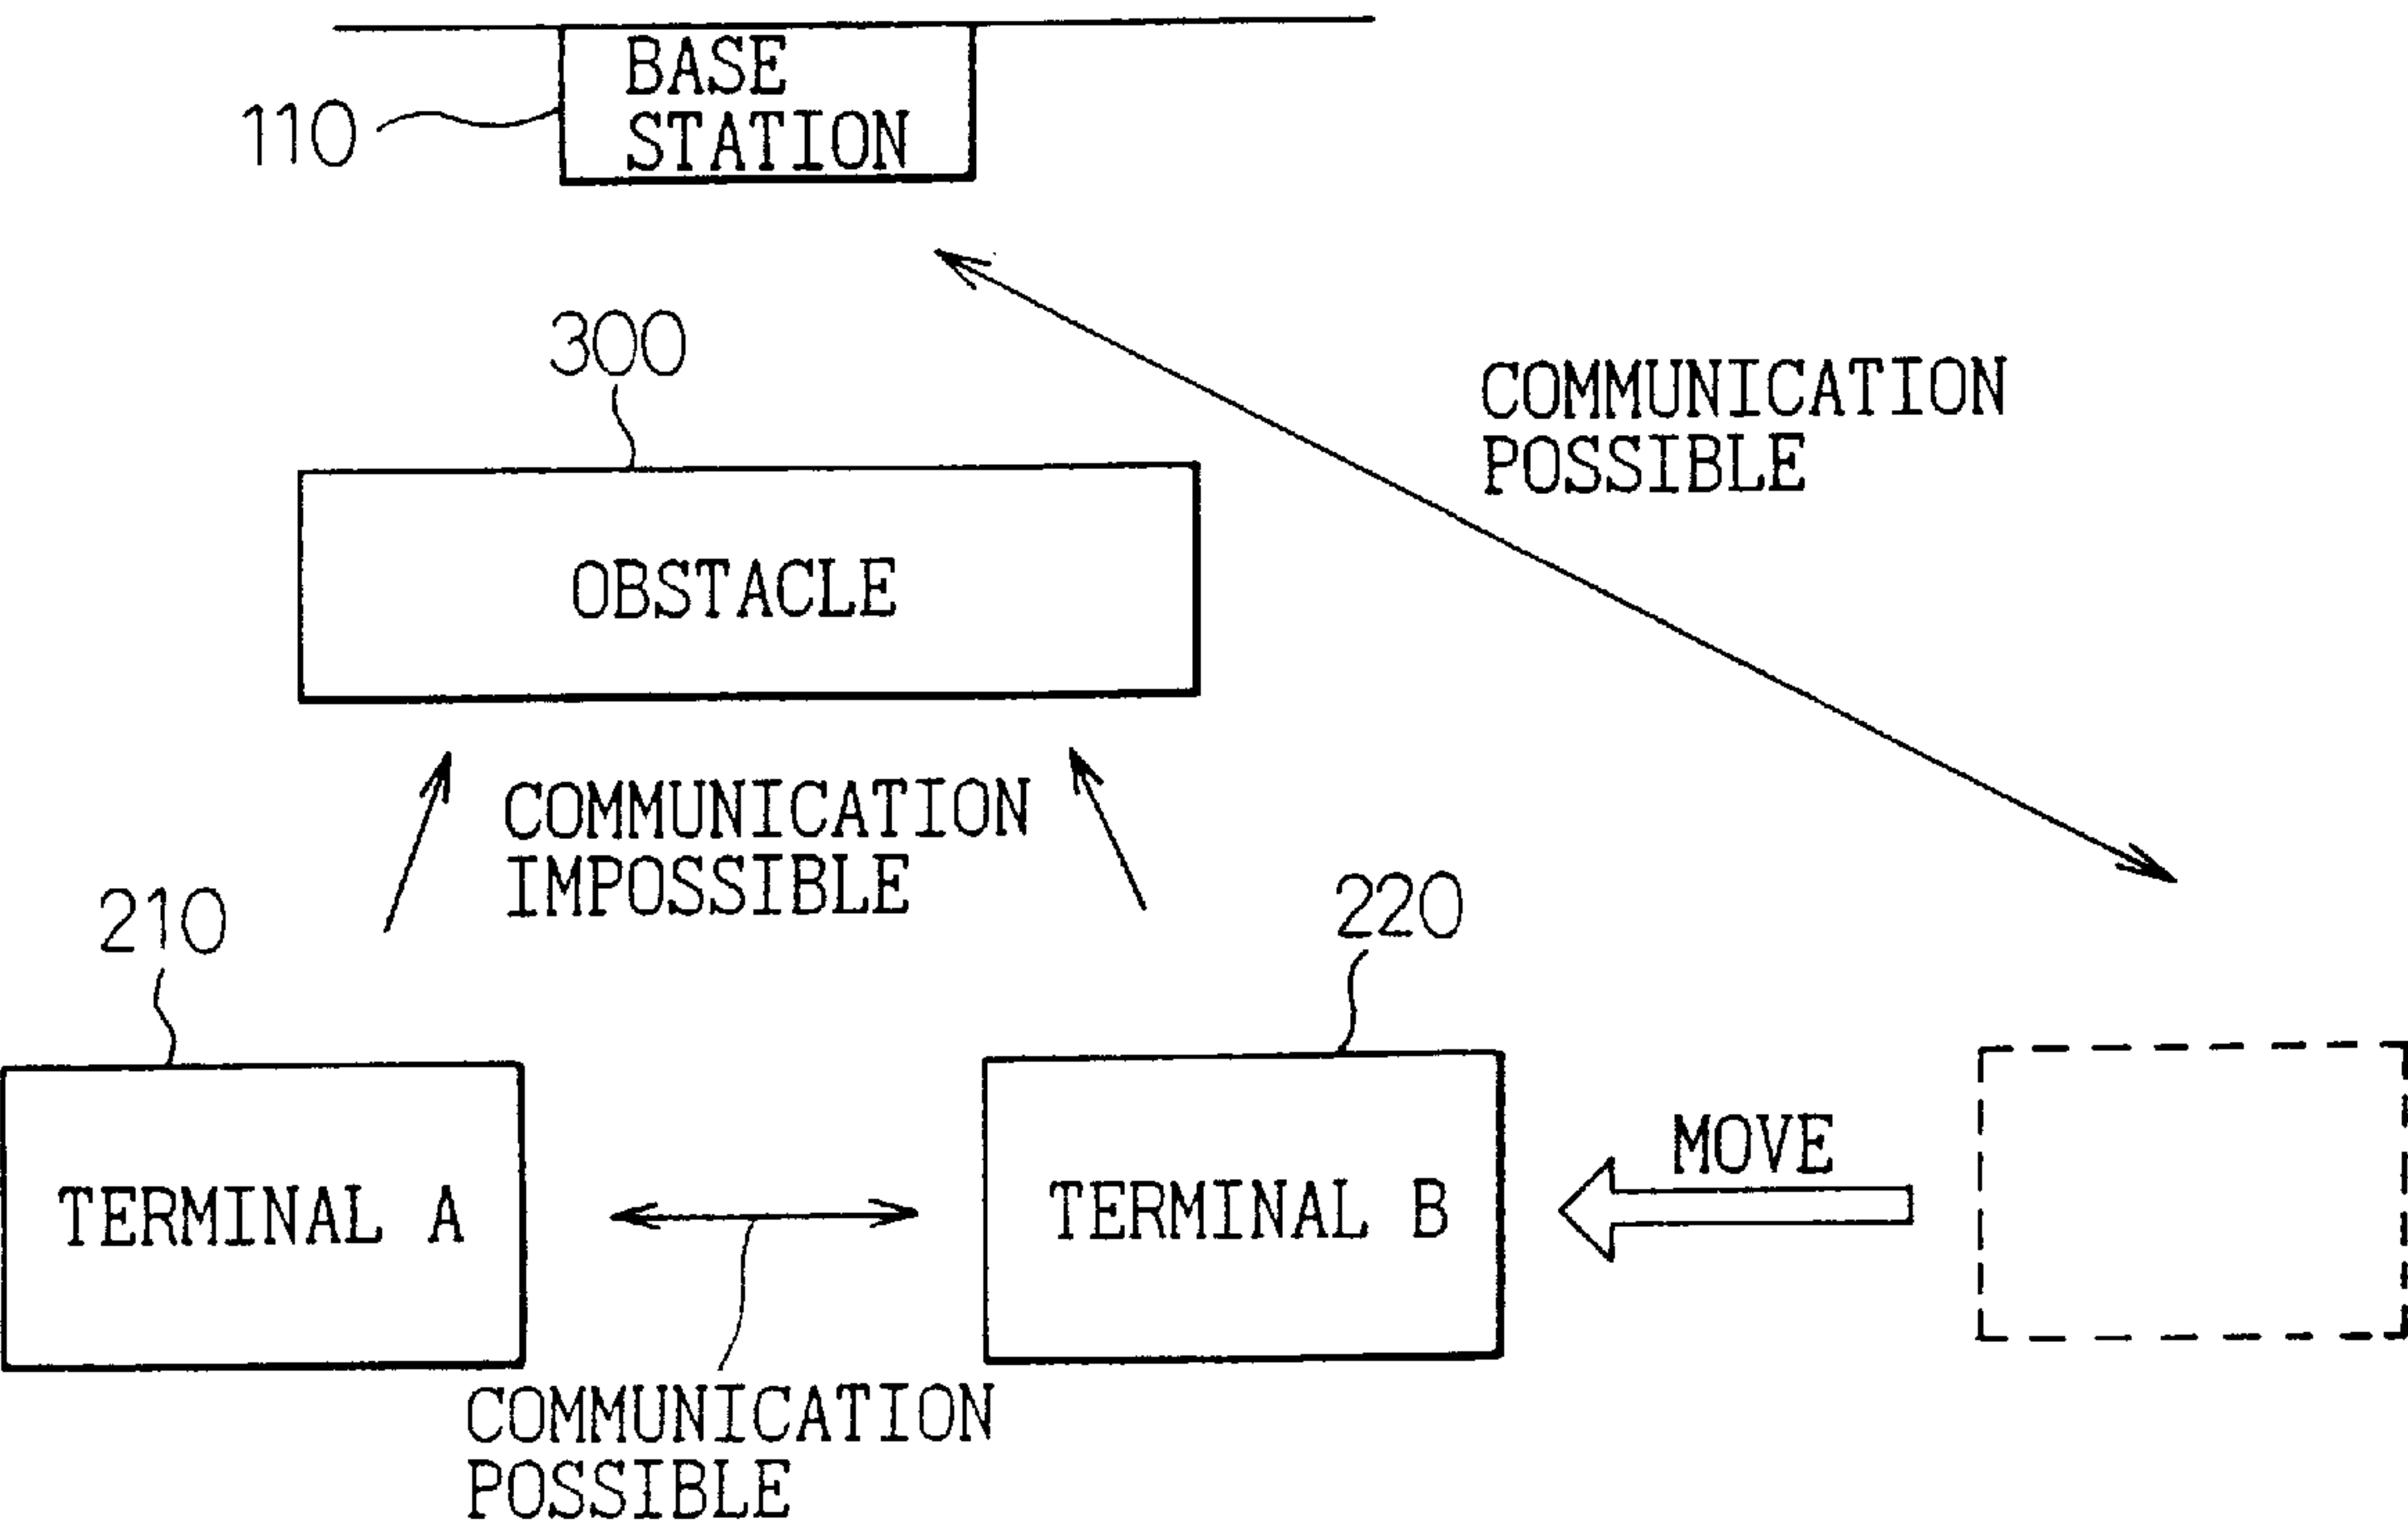 BASE
STATION
110
300
COMMUNICATION
POSSIBLE
OBSTACLE
COMMUNICATION
IMPOSSIBLE
210
220
MOVE
TERMINAL A
TERMINAL B
COMMUNICATION
POSSIBLE